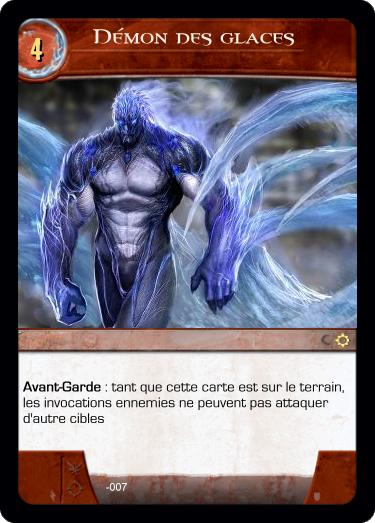 4
Démon des glaces
Avant-Garde : tant que cette carte est sur le terrain,
les invocations ennemies ne peuvent pas attaquer
d'autre cibles
-007